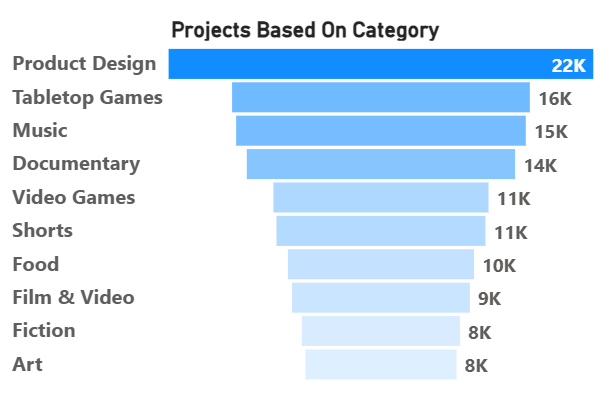 Projects Based On Category
Product Design 22K
Tabletop Games 16K
Music 15K
Documentary 14K
Video Games 11K
Shorts 11K
Food 10K
Film & Video 9K
Fiction 8K
Art 8K